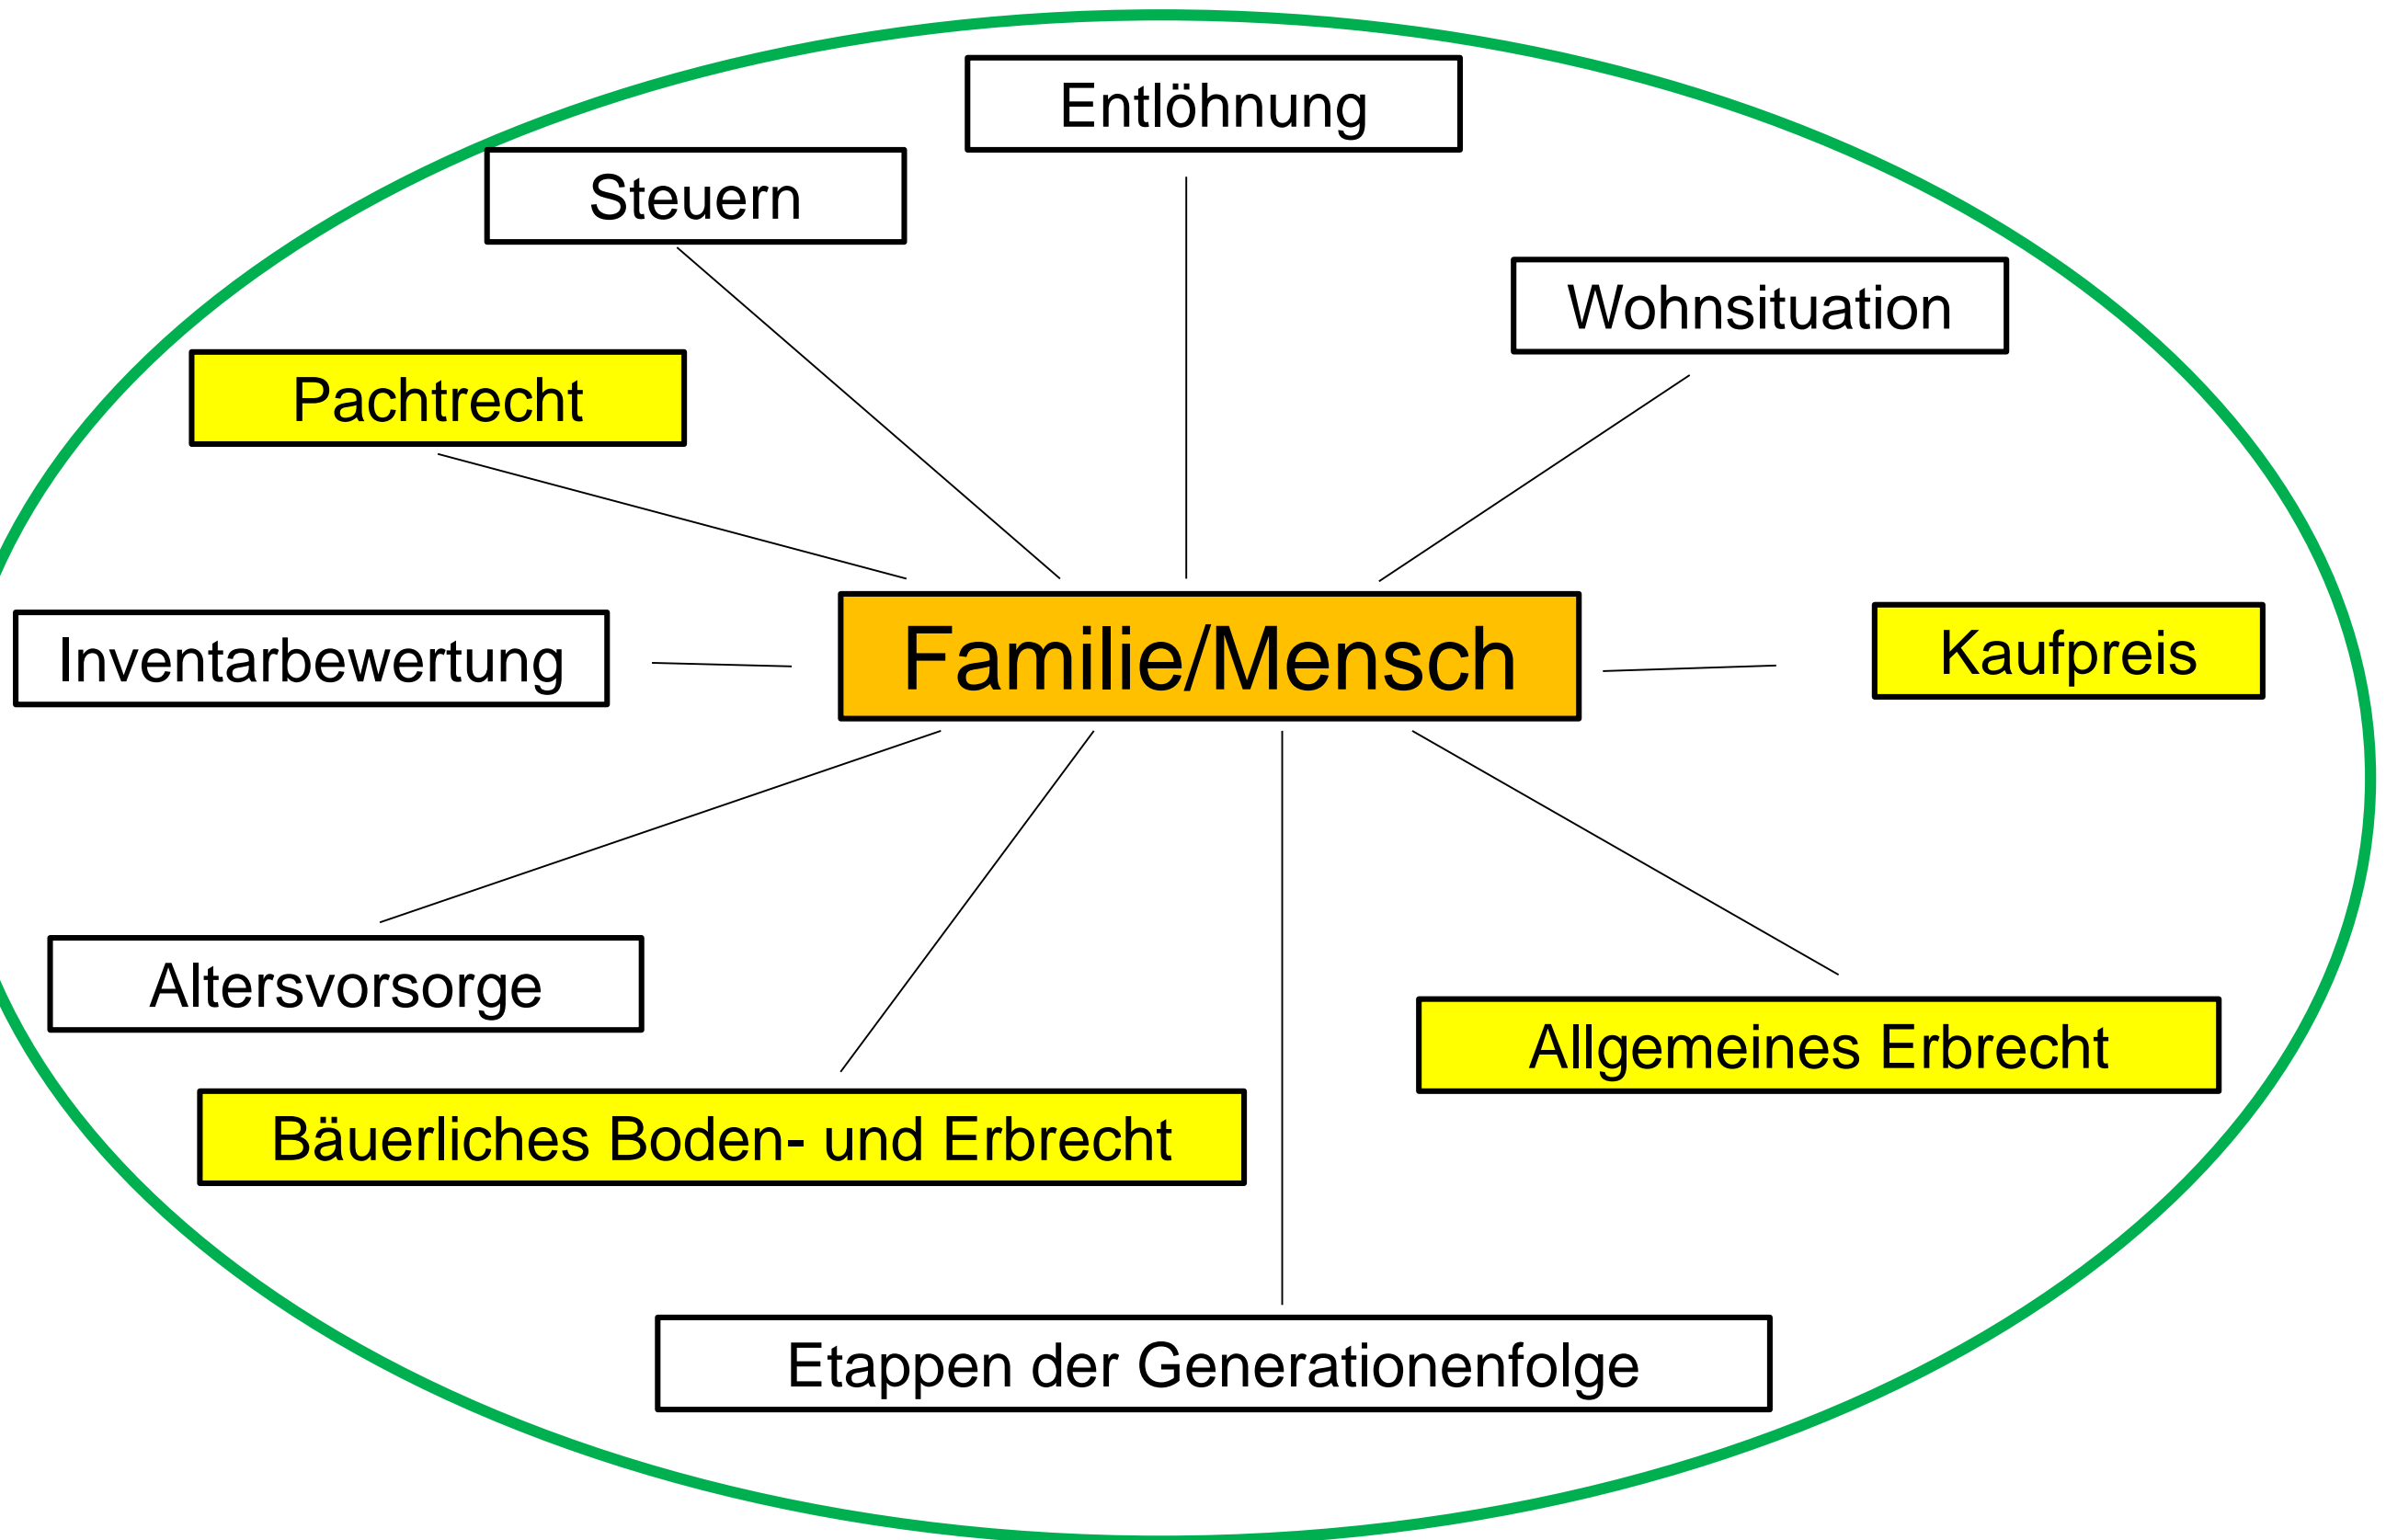 Entlöhnung
Steuern
Wohnsituation
Pachtrecht
Familie/Mensch
Inventarbewertung
Kaufpreis
Altersvorsorge
Allgemeines Erbrecht
Bäuerliches Boden- und Erbrecht
Etappen der Generationenfolge